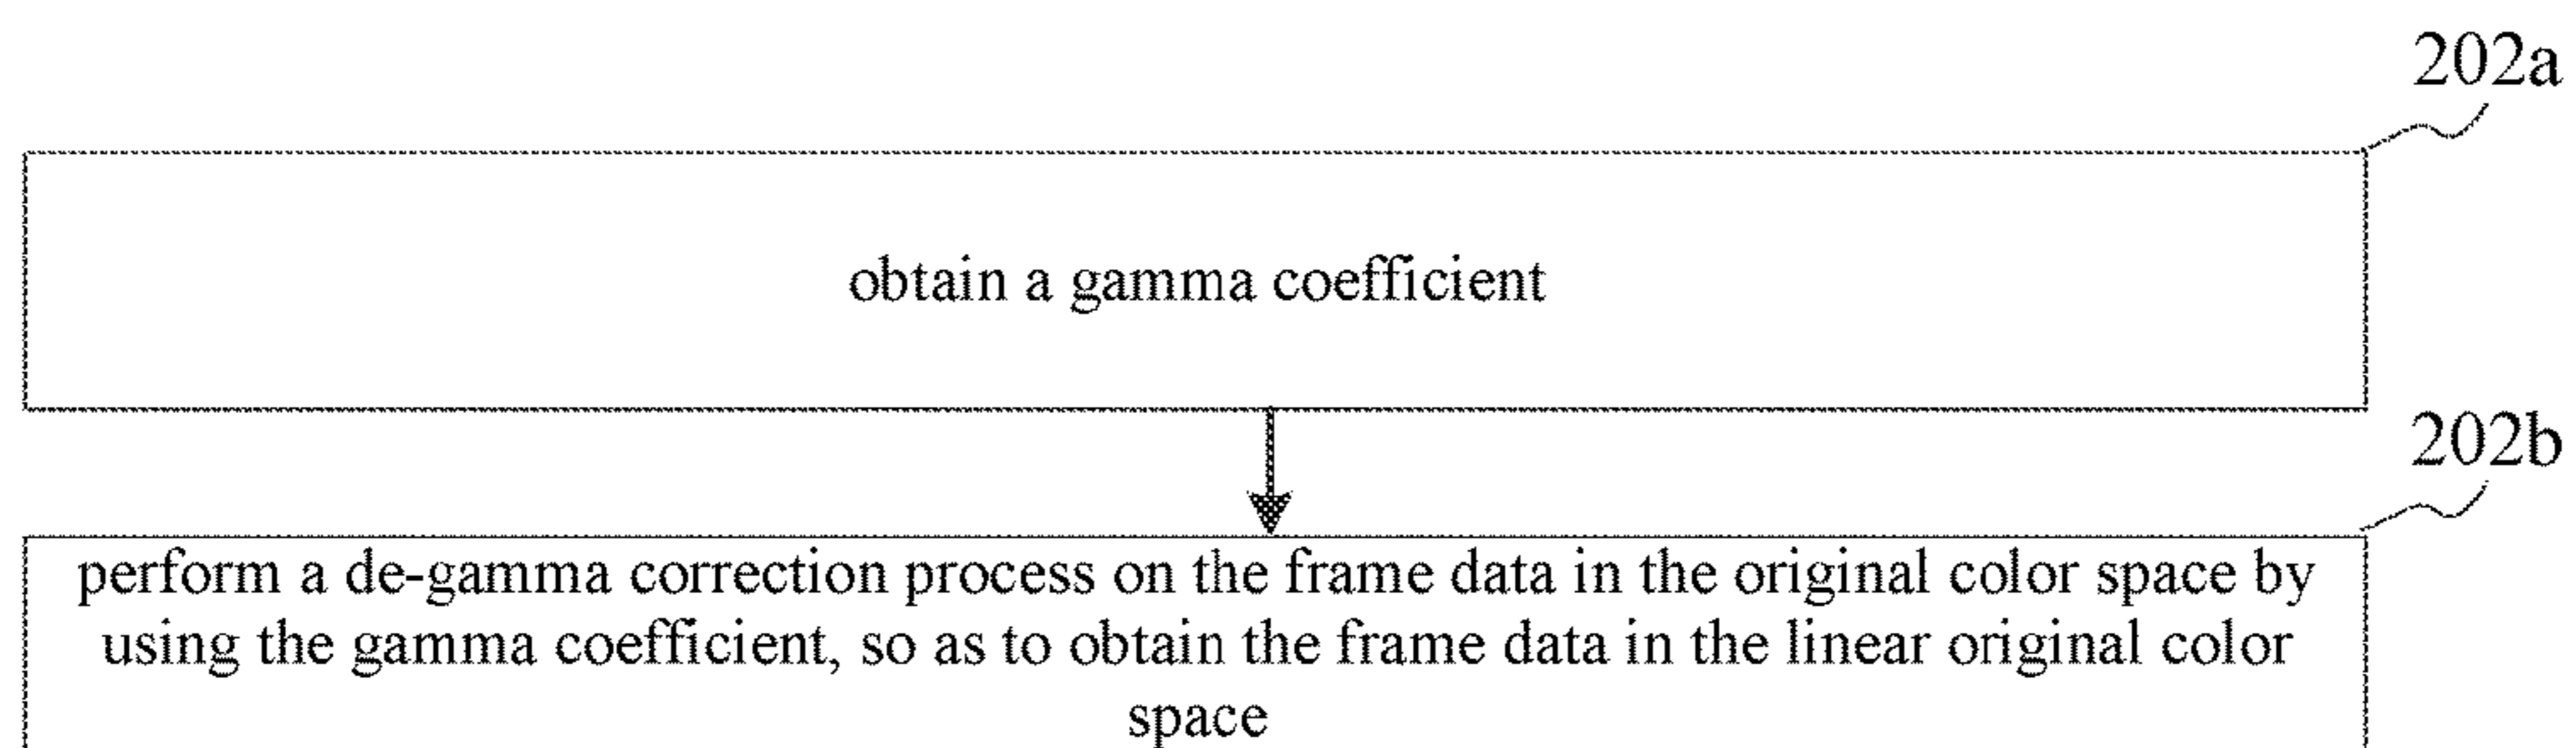 202a
obtain a gamma coefficient
202b
perform a de-gamma correction process on the frame data in the original color space by
using the gamma coefficient, so as to obtain the frame data in the linear original color
space